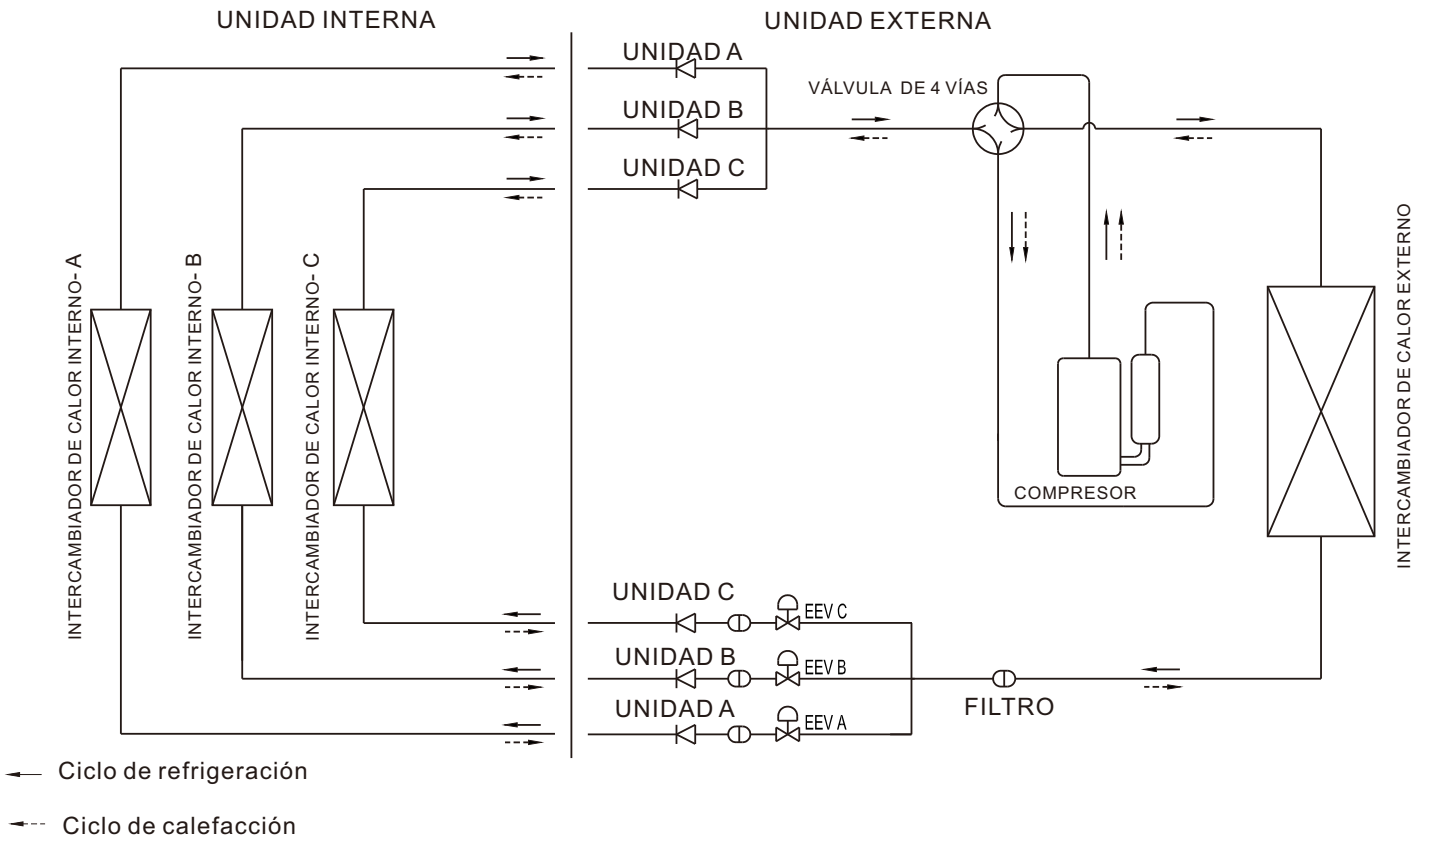 UNIDAD INTERNA
UNIDAD EXTERNA
UNIDAD A
VÁLVULA DE 4 VÍAS
UNIDAD B
UNIDAD C
INTERCAMBIADOR DE CALOR INTERNO- A
INTERCAMBIADOR DE CALOR INTERNO- B
INTERCAMBIADOR DE CALOR INTERNO- C
INTERCAMBIADOR DE CALOR EXTERNO
COMPRESOR
UNIDAD C
EEV C
UNIDAD B
EEV B
UNIDAD A
EEV A
FILTRO
Ciclo de refrigeración
Ciclo de calefacción